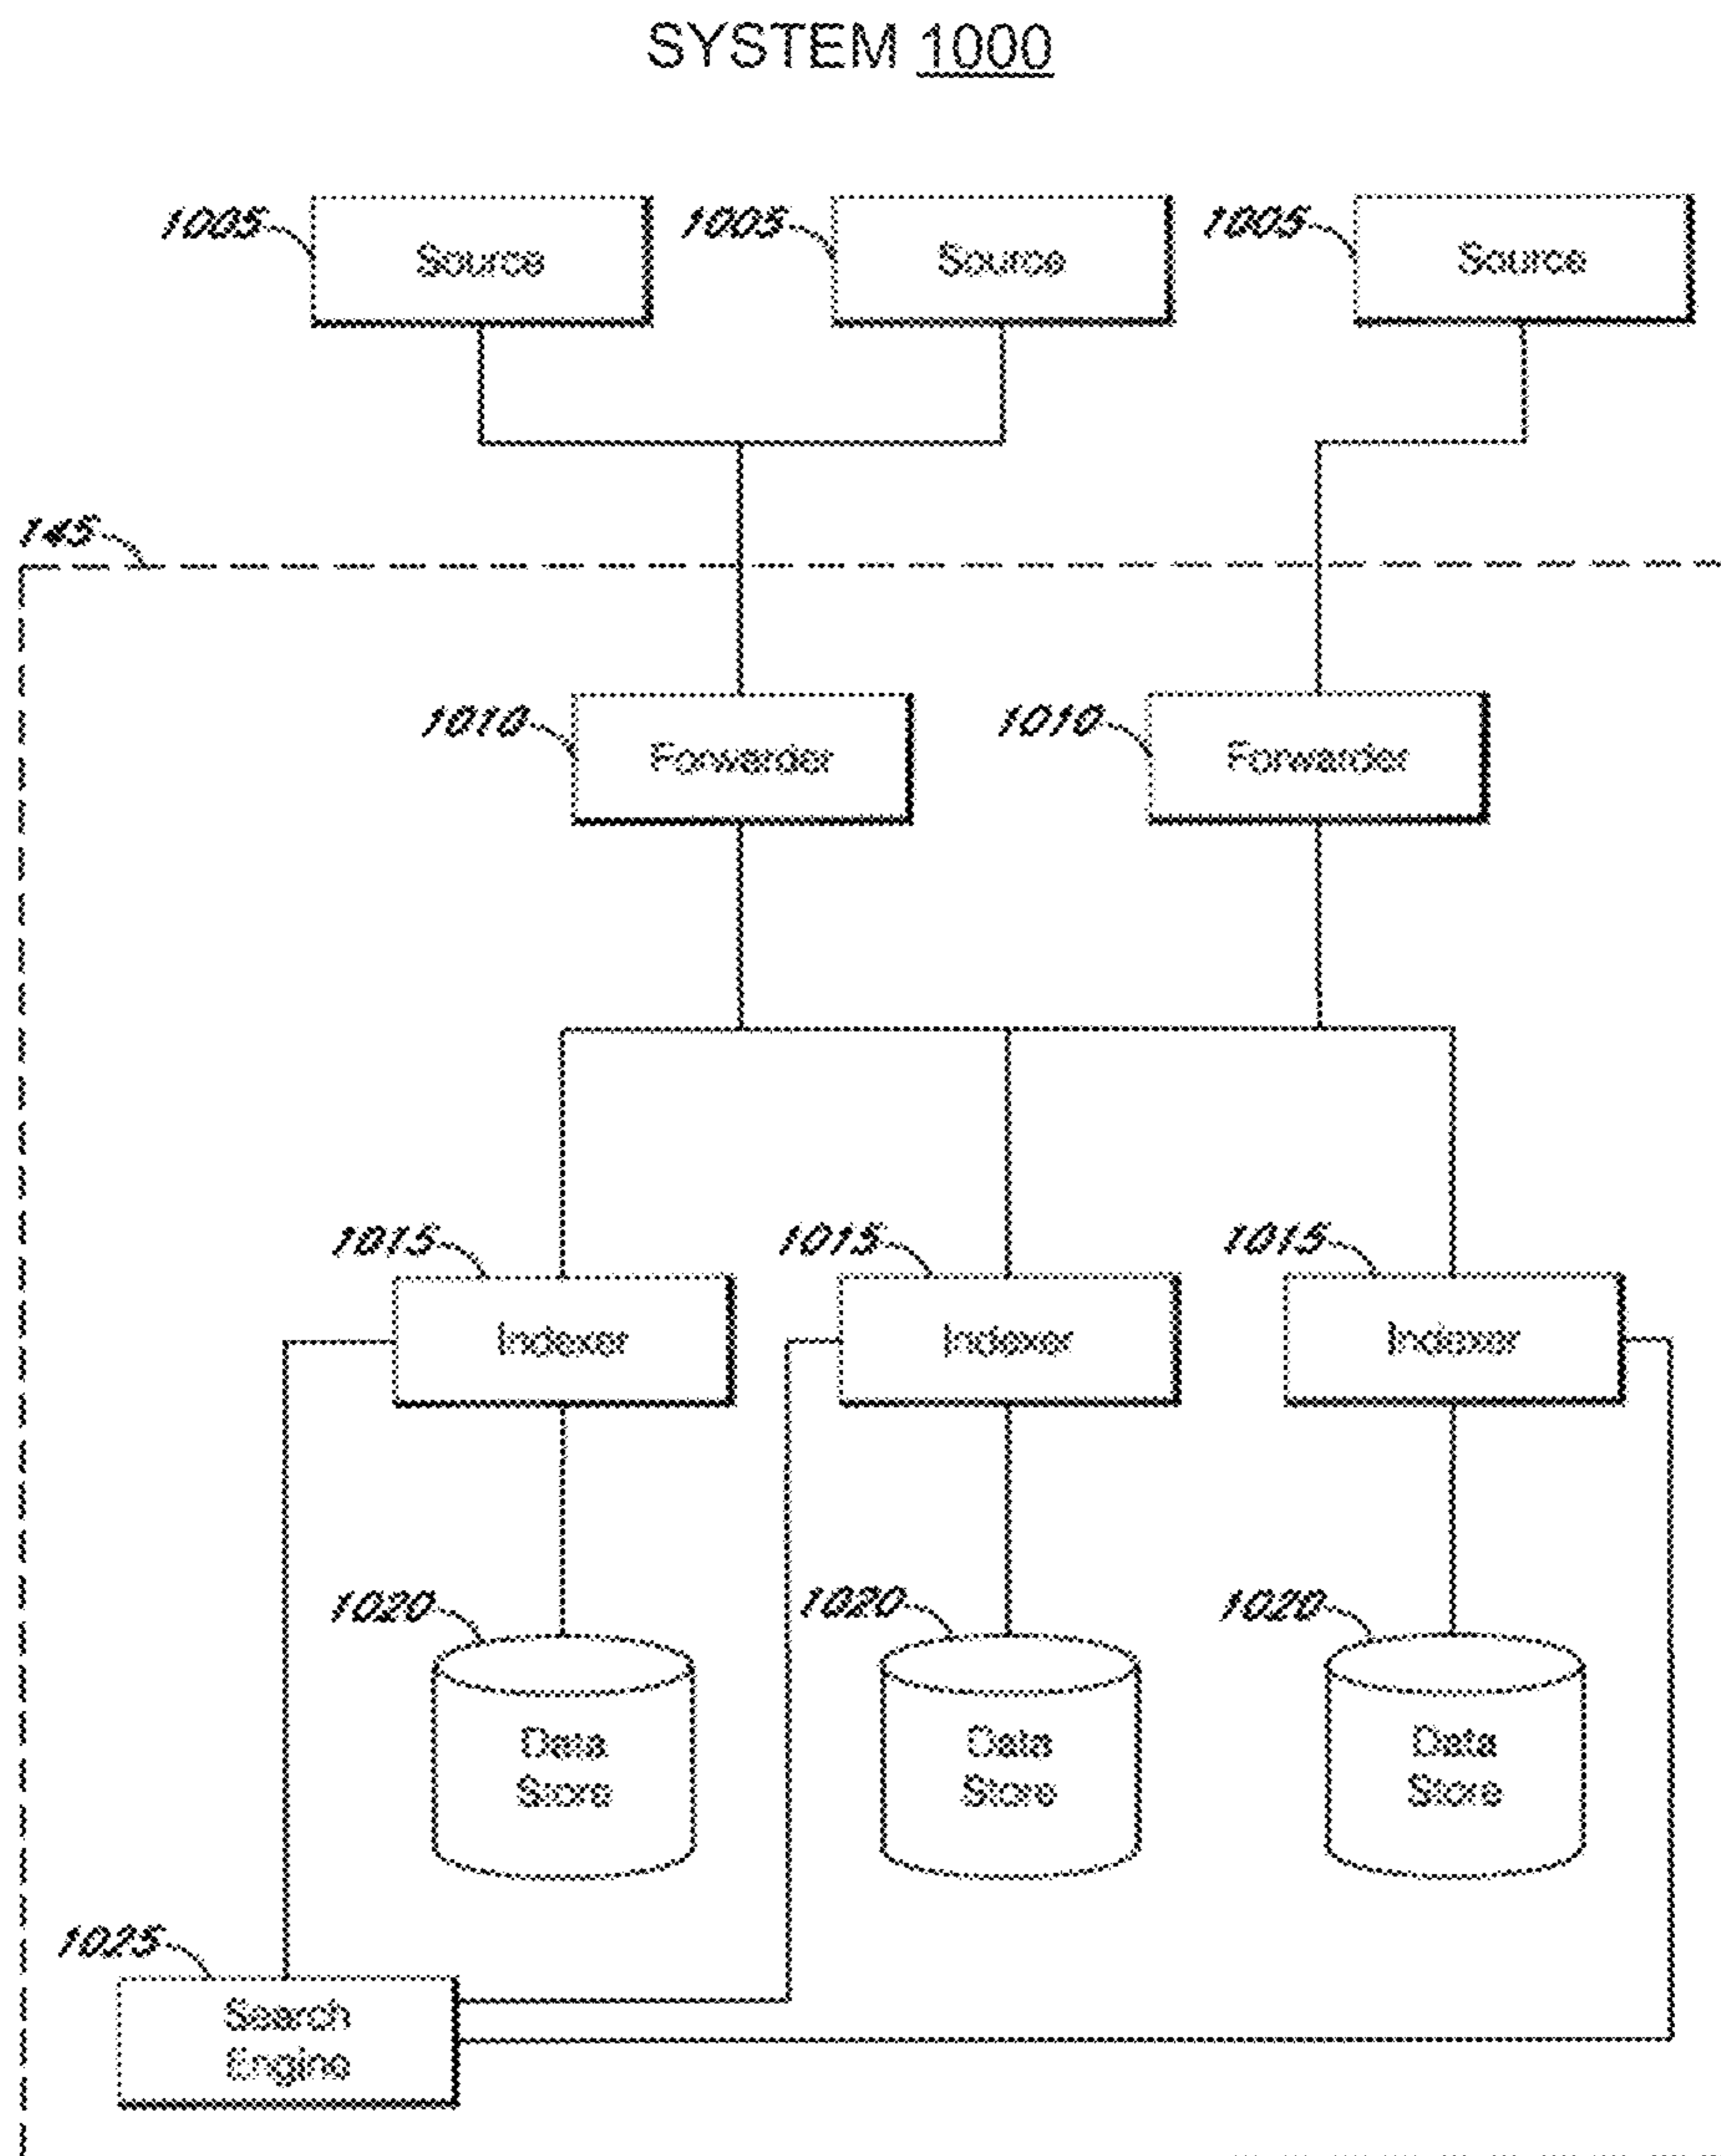 SYSTEM 1000
1005 1005 1005
Source Source Source
145
1010 1010
Forwarder Forwarder
1015 1015 1015
Indexer Indexer Indexer
1020 1020 1020
Data Data Data
Store Store Store
1025
Search
Engine